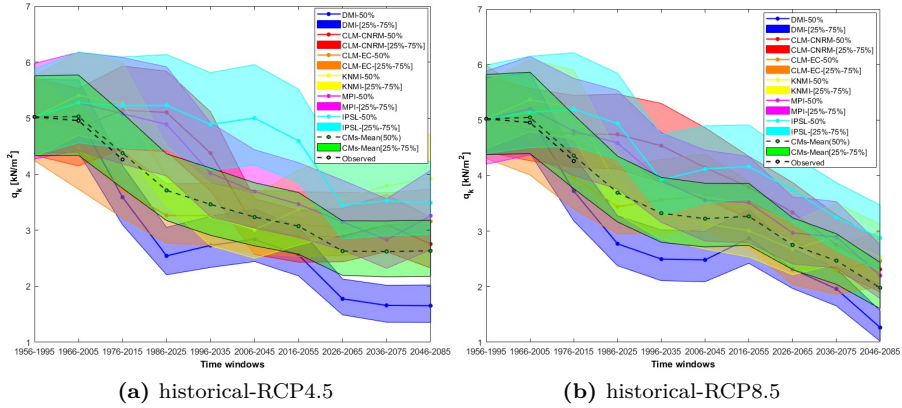 q_k [kN/m²]
7
6
5
4
3
2
1
1956-1995 1966-2005 1976-2015 1986-2025 1996-2035 2006-2045 2016-2055 2026-2065 2036-2075 2046-2085
Time windows
DMI-50%
DMI-[25%-75%]
CLM-CNRM-50%
CLM-CNRM-[25%-75%]
CLM-EC-50%
CLM-EC-[25%-75%]
KNMI-50%
KNMI-[25%-75%]
MPI-50%
MPI-[25%-75%]
IPSL-50%
IPSL-[25%-75%]
CMs-Mean(50%)
CMs-Mean[25%-75%]
Observed
(a) historical-RCP4.5
q_k [kN/m²]
7
6
5
4
3
2
1
1956-1995 1966-2005 1976-2015 1986-2025 1996-2035 2006-2045 2016-2055 2026-2065 2036-2075 2046-2085
Time windows
DMI-50%
DMI-[25%-75%]
CLM-CNRM-50%
CLM-CNRM-[25%-75%]
CLM-EC-50%
CLM-EC-[25%-75%]
KNMI-50%
KNMI-[25%-75%]
MPI-50%
MPI-[25%-75%]
IPSL-50%
IPSL-[25%-75%]
CMs-Mean(50%)
CMs-Mean[25%-75%]
Observed
(b) historical-RCP8.5